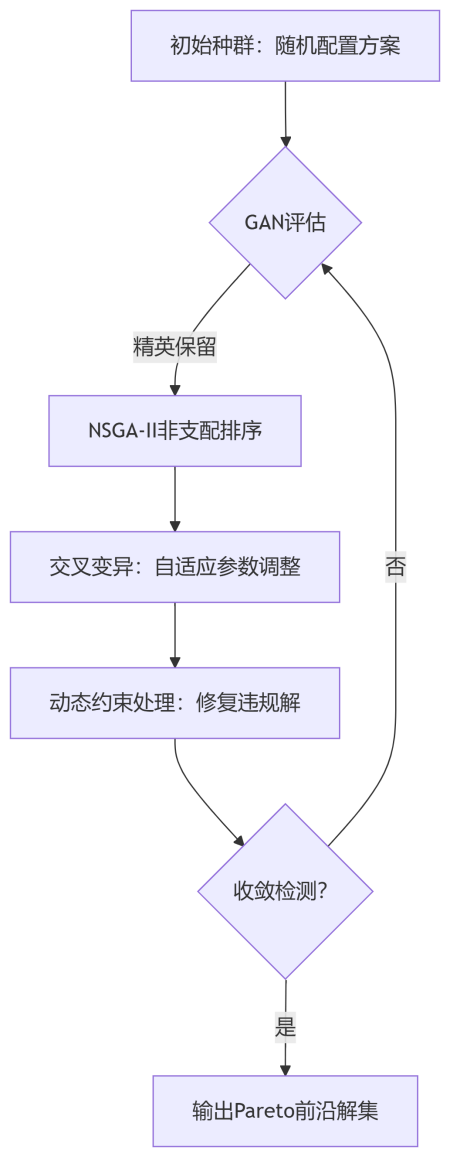 初始种群：随机配置方案
GAN评估
精英保留
NSGA-II非支配排序
交叉变异：自适应参数调整
否
动态约束处理：修复违规解
收敛检测？
是
输出Pareto前沿解集